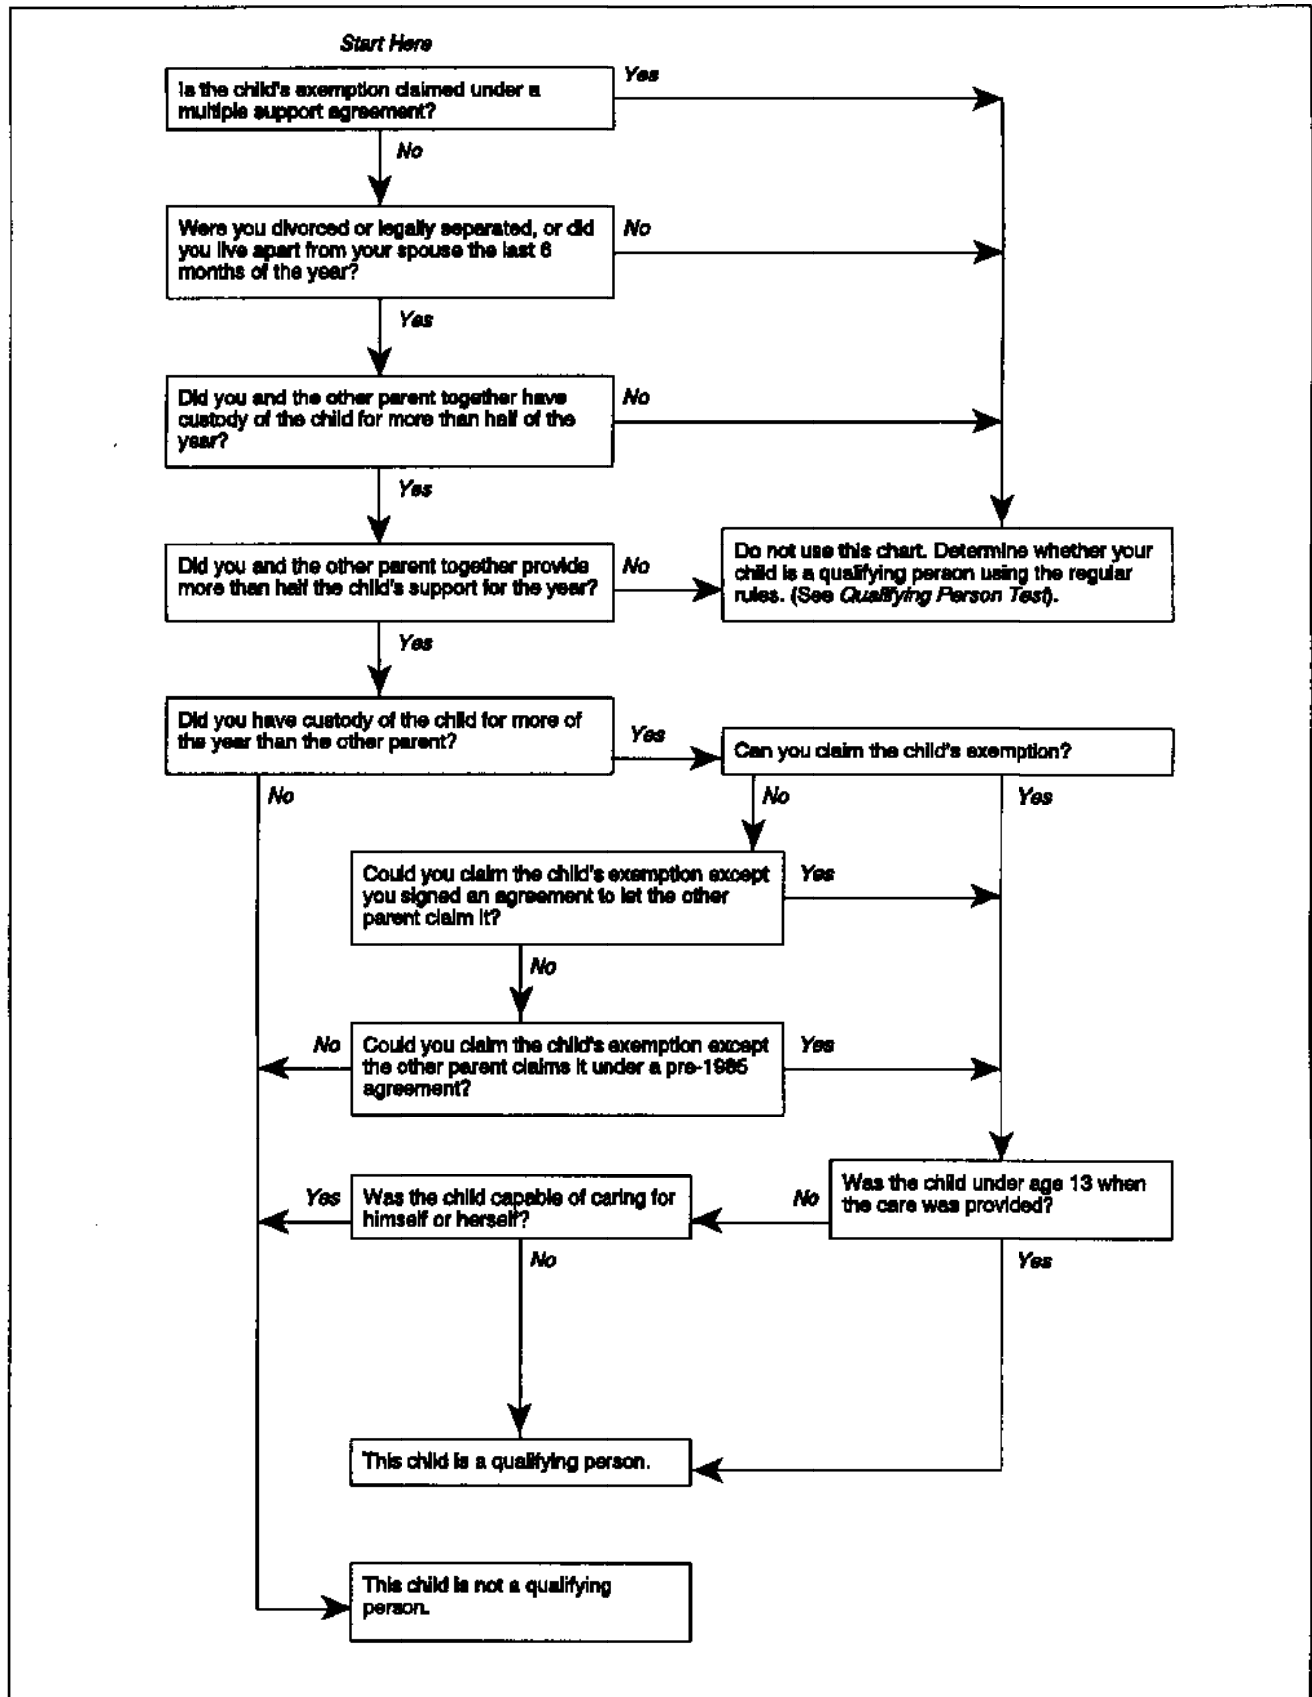 Start Here
Is the child's exemption claimed under a
multiple support agreement?
Yes
No
Were you divorced or legally separated, or did
you live apart from your spouse the last 6
months of the year?
No
Yes
Did you and the other parent together have
custody of the child for more than half of the
year?
No
Yes
Did you and the other parent together provide
more than half the child's support for the year?
No
Do not use this chart. Determine whether your
child is a qualifying person using the regular
rules. (See Qualifying Person Test).
Yes
Did you have custody of the child for more of
the year than the other parent?
Yes
Can you claim the child's exemption?
No
No
Yes
Could you claim the child's exemption except
you signed an agreement to let the other
parent claim it?
Yes
No
No
Could you claim the child's exemption except
the other parent claims it under a pre-1985
agreement?
Yes
Yes
Was the child capable of caring for
himself or herself?
No
Was the child under age 13 when
the care was provided?
No
Yes
This child is a qualifying person.
This child is not a qualifying
person.